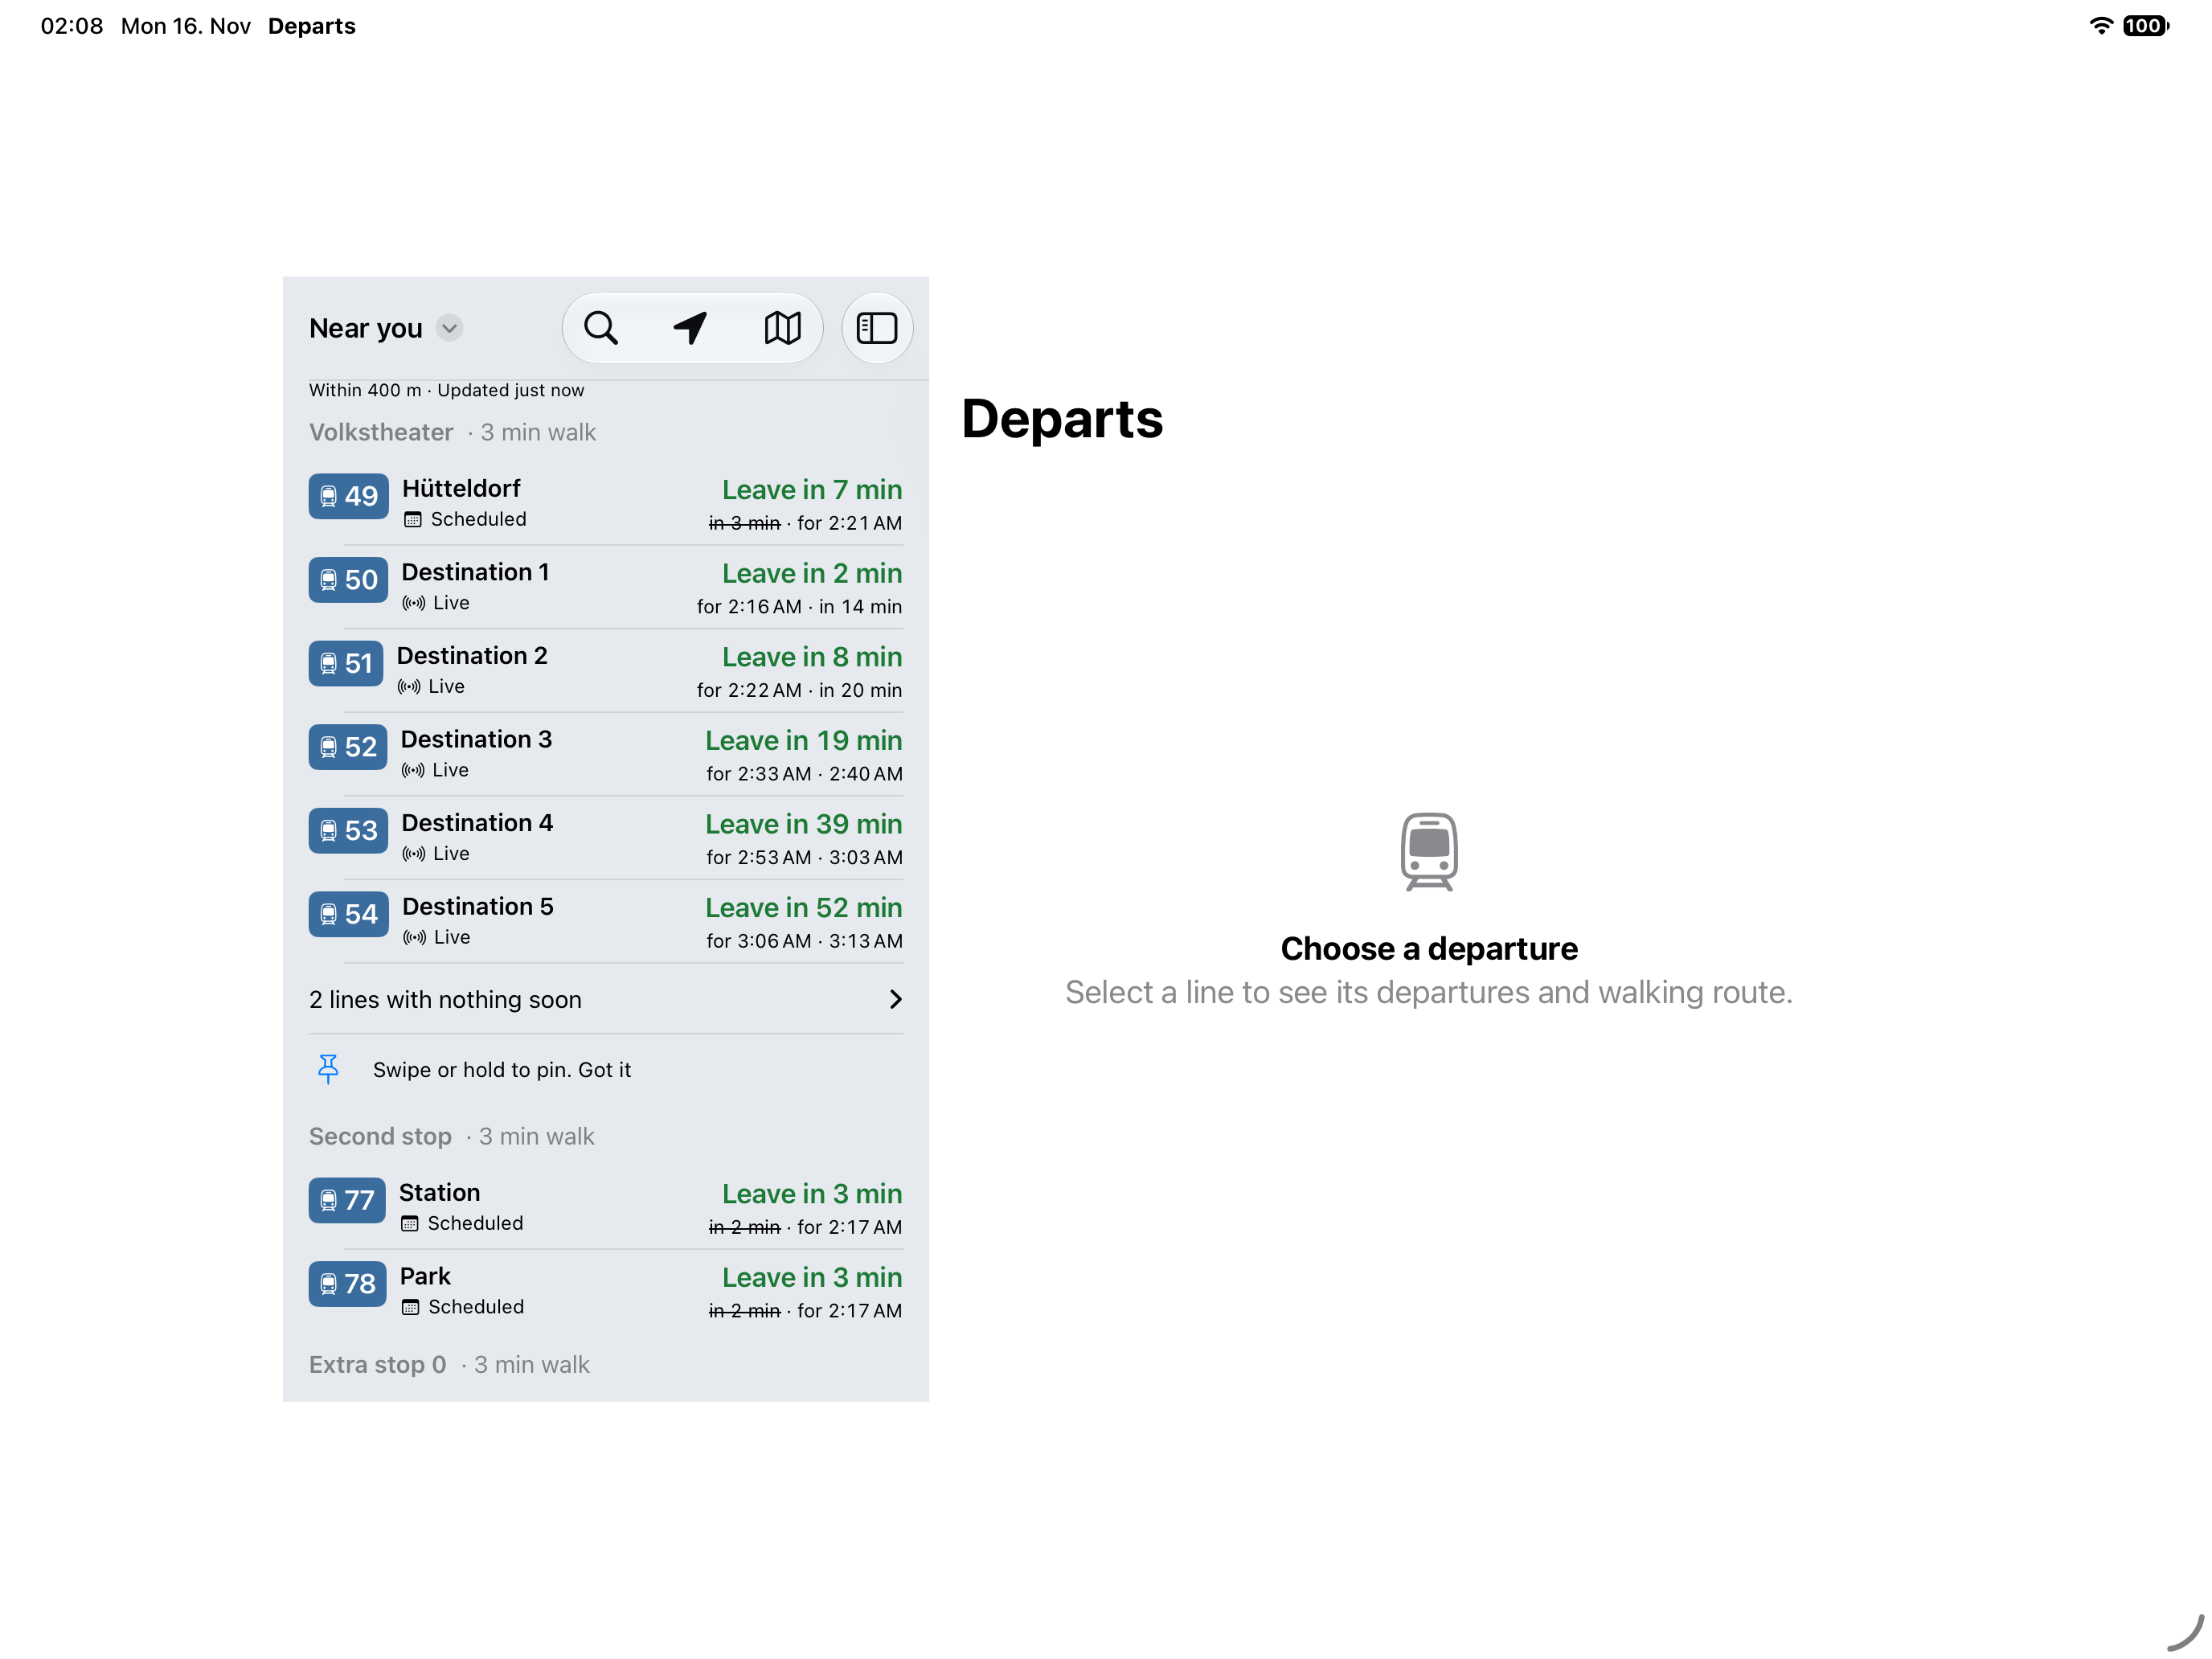 02:08 Mon 16. Nov Departs
100
Near you
Within 400 m · Updated just now
Volkstheater · 3 min walk
49 Hütteldorf Leave in 7 min
Scheduled in 3 min · for 2:21 AM
50 Destination 1 Leave in 2 min
Live for 2:16 AM · in 14 min
51 Destination 2 Leave in 8 min
Live for 2:22 AM · in 20 min
52 Destination 3 Leave in 19 min
Live for 2:33 AM · 2:40 AM
53 Destination 4 Leave in 39 min
Live for 2:53 AM · 3:03 AM
54 Destination 5 Leave in 52 min
Live for 3:06 AM · 3:13 AM
2 lines with nothing soon
Swipe or hold to pin. Got it
Second stop · 3 min walk
77 Station Leave in 3 min
Scheduled in 2 min · for 2:17 AM
78 Park Leave in 3 min
Scheduled in 2 min · for 2:17 AM
Extra stop 0 · 3 min walk
Departs
Choose a departure
Select a line to see its departures and walking route.